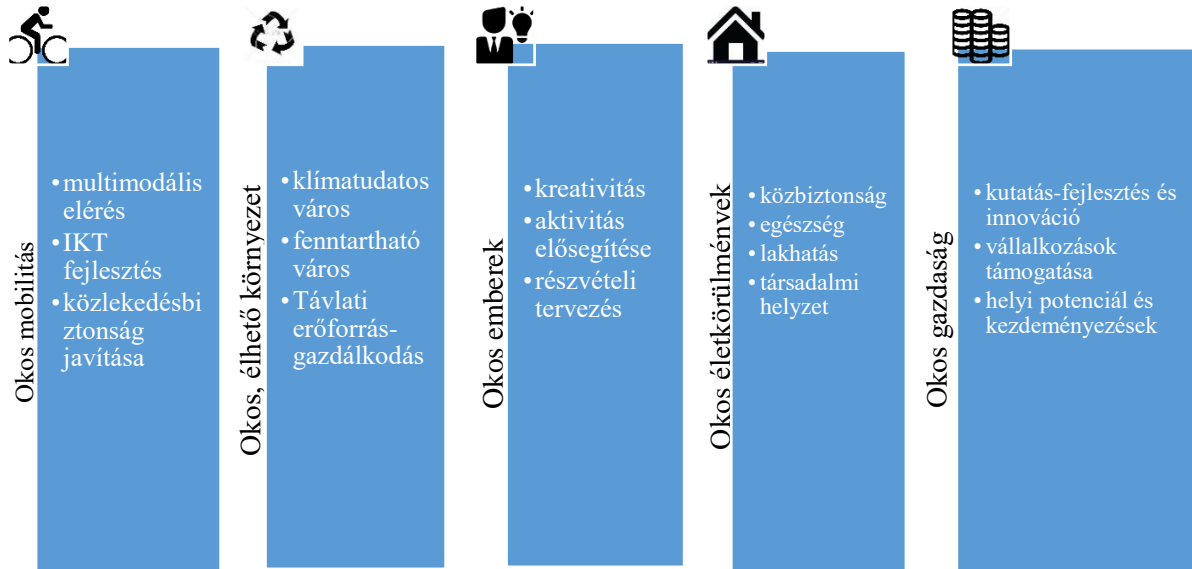 Okos mobilitás
• multimodális
elérés
• IKT
fejlesztés
• közlekedésbi
ztonság
javítása
Okos, élhető környezet
• klímatudatos
város
• fenntartható
város
• Távlati
erőforrás-
gazdálkodás
Okos emberek
• kreativitás
• aktivitás
elősegítése
• részvételi
tervezés
Okos életkörülmények
• közbiztonság
• egészség
• lakhatás
• társadalmi
helyzet
Okos gazdaság
• kutatás-fejlesztés és
innováció
• vállalkozások
támogatása
• helyi potenciál és
kezdeményezések